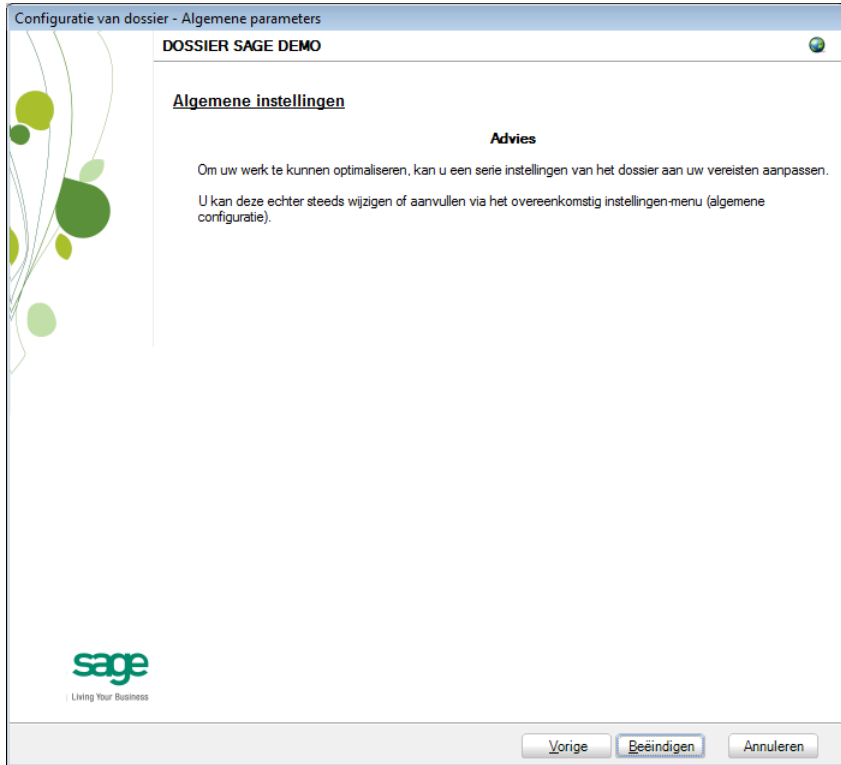 Configuratie van dossier - Algemene parameters
DOSSIER SAGE DEMO
Algemene instellingen
Advies
Om uw werk te kunnen optimaliseren, kan u een serie instellingen van het dossier aan uw vereisten aanpassen.
U kan deze echter steeds wijzigen of aanvullen via het overeenkomstig instellingen-menu (algemene
configuratie).
sage
Living Your Business
Vorige
Beëindigen
Annuleren